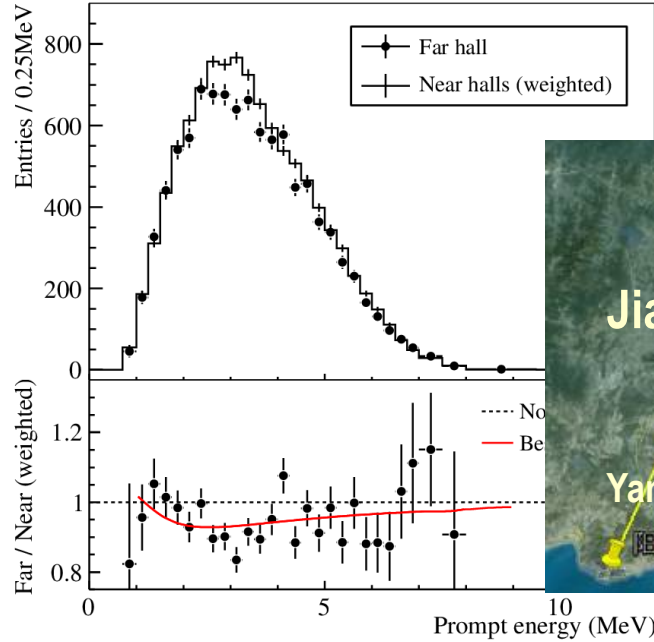 800
600
400
200
0
Entries / 0.25MeV
Far hall
Near halls (weighted)
1.2
1
0.8
Far / Near (weighted)
0
5
10
Prompt energy (MeV)